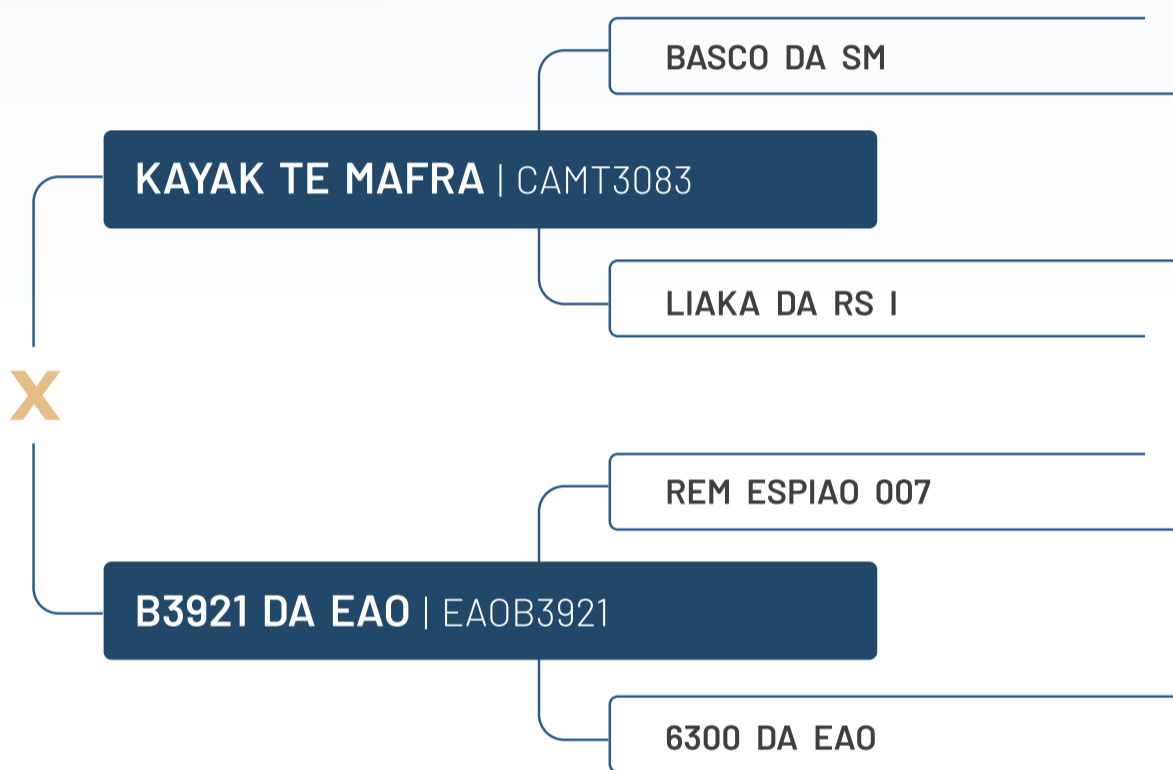 BASCO DA SM
KAYAK TE MAFRA | CAMT3083
LIAKA DA RS I
X
REM ESPIAO 007
B3921 DA EAO | EAOB3921
6300 DA EAO